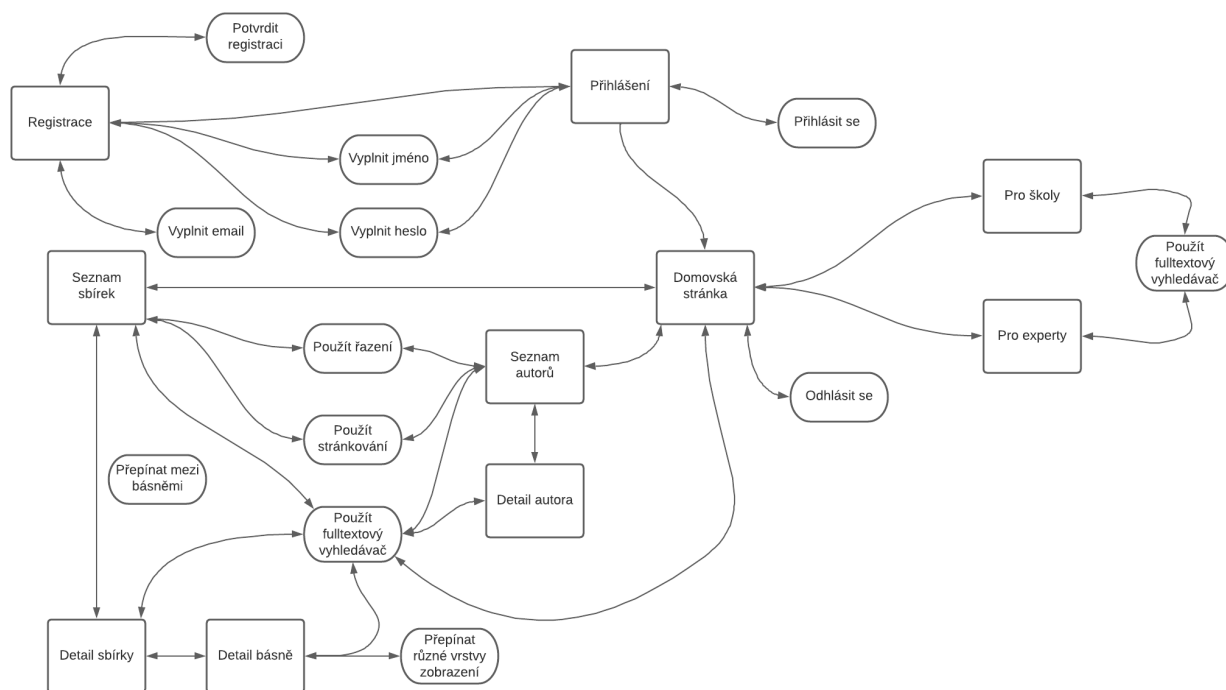 Potvrdit
registraci
Registrace
Přihlášení
Přihlásit se
Vyplnit jméno
Vyplnit email
Vyplnit heslo
Pro školy
Použít
fulltextový
vyhledávač
Seznam
sbírek
Domovská
stránka
Pro experty
Použít řazení
Seznam
autorů
Odhlásit se
Použít
stránkování
Přepínat mezi
básněmi
Detail autora
Použít
fulltextový
vyhledávač
Detail sbírky
Detail básně
Přepínat
různé vrstvy
zobrazení